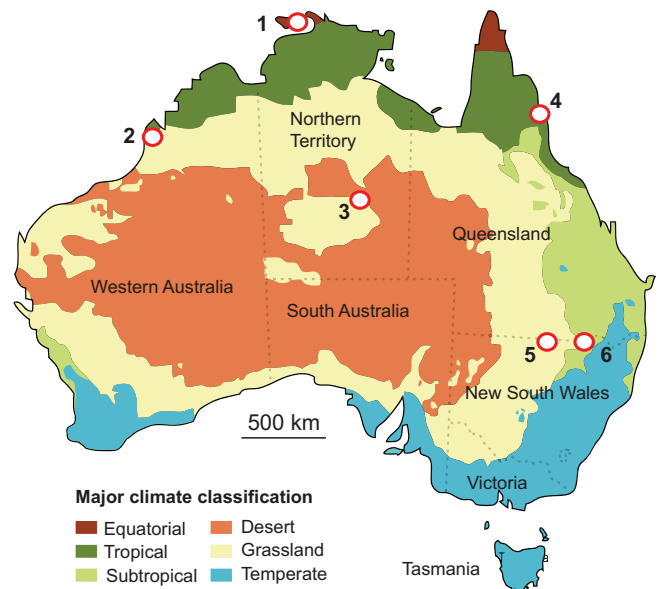 1
2
3
4
5
6
Northern
Territory
Queensland
Western Australia
South Australia
New South Wales
500 km
Victoria
Tasmania
Major climate classification
Equatorial
Desert
Tropical
Grassland
Subtropical
Temperate